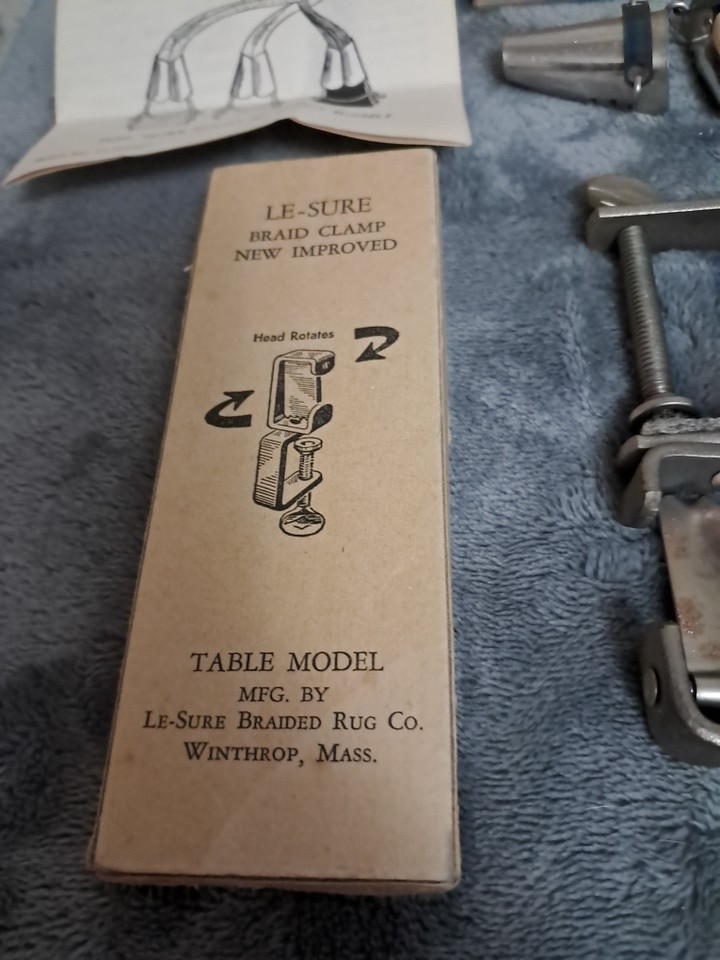 LE-SURE
BRAID CLAMP
NEW IMPROVED
Head Rotates
TABLE MODEL
MFG. BY
LE-SURE BRAIDED RUG CO.
WINTHROP, MASS.